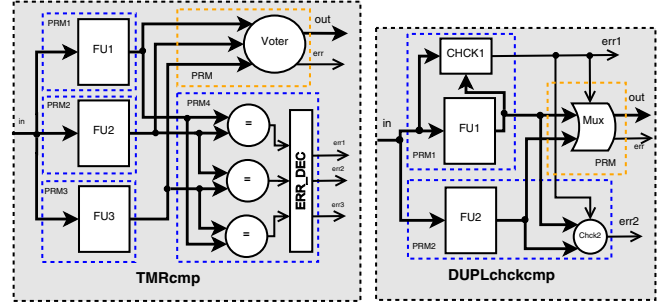 PRM1
FU1
in
PRM2
FU2
PRM3
FU3
Voter
PRM
out
err
PRM4
=
=
=
ERR_DEC
err1
err2
err3
TMRcmp
CHCK1
err1
in
FU1
PRM1
Mux
out
err
PRM
FU2
PRM2
Chck2
err2
DUPLchckcmp